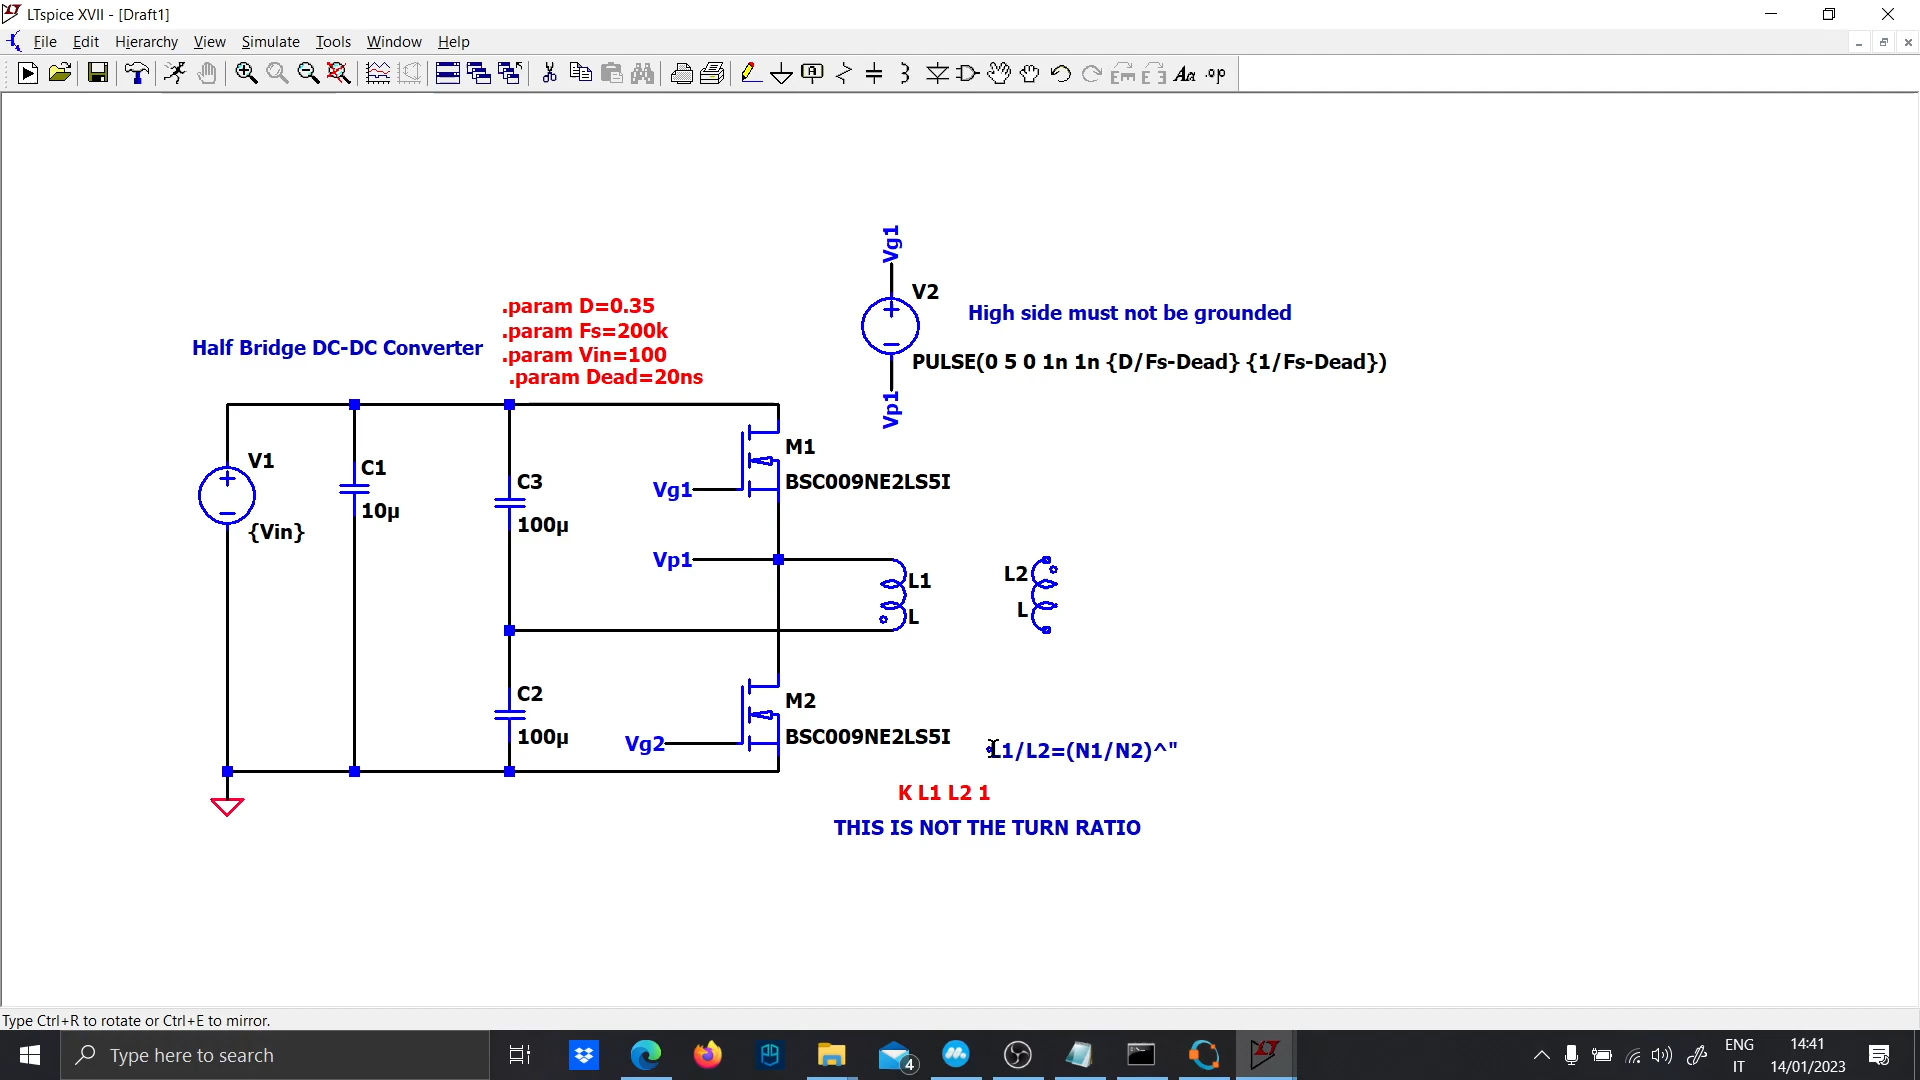 LTspice XVII - [Draft1]
File Edit Hierarchy View Simulate Tools Window Help
Aa .op
Vg1
V2
High side must not be grounded
PULSE(0 5 0 1n 1n {D/Fs-Dead} {1/Fs-Dead})
Vp1
.param D=0.35
.param Fs=200k
.param Vin=100
.param Dead=20ns
Half Bridge DC-DC Converter
V1
{Vin}
C1
10µ
C3
100µ
M1
BSC009NE2LS5I
Vg1
Vp1
L1
L
L2
L
C2
100µ
M2
BSC009NE2LS5I
Vg2
L1/L2=(N1/N2)^"
K L1 L2 1
THIS IS NOT THE TURN RATIO
Type Ctrl+R to rotate or Ctrl+E to mirror.
Type here to search
4
ENG
IT
14:41
14/01/2023